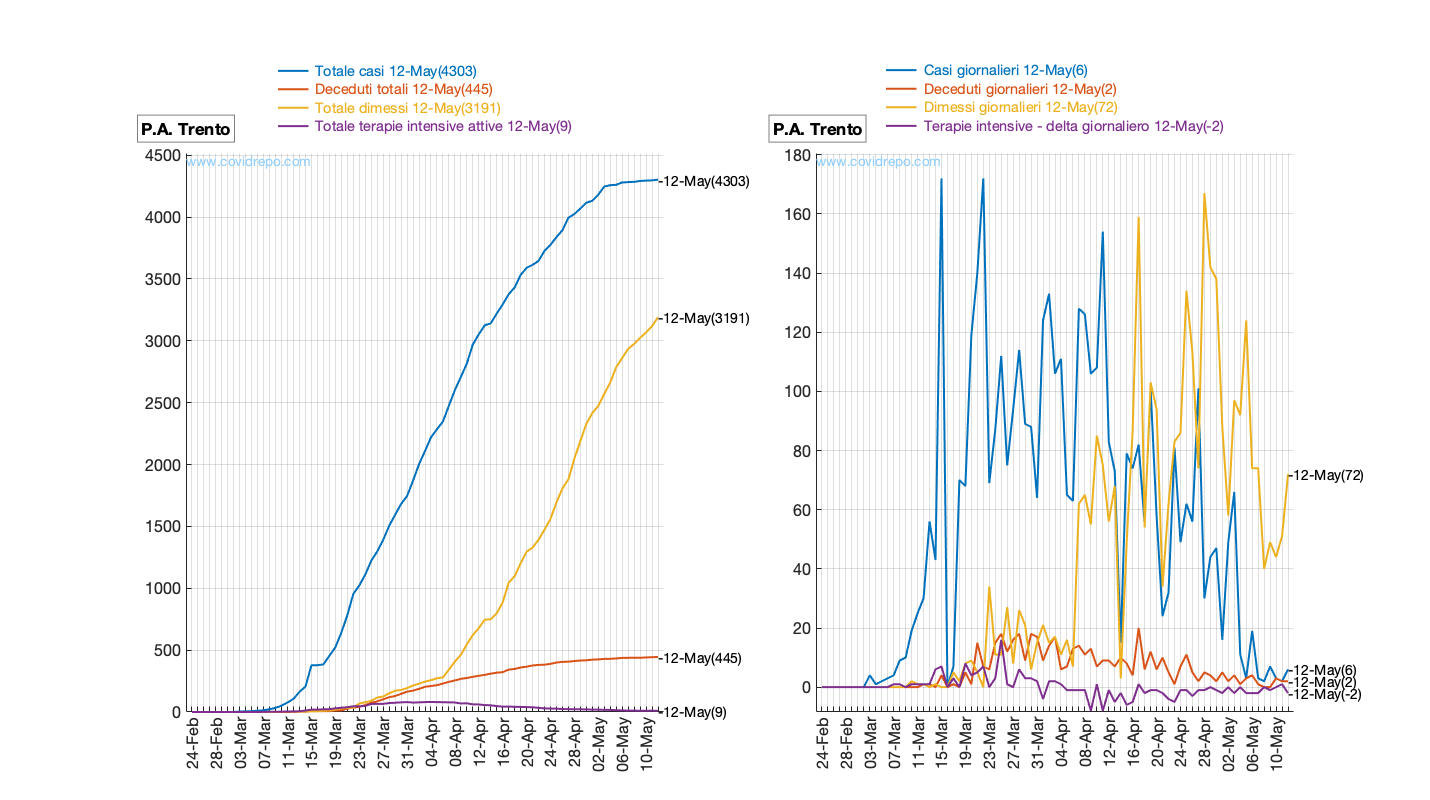 Totale casi 12-May(4303)
Deceduti totali 12-May(445)
Totale dimessi 12-May(3191)
Totale terapie intensive attive 12-May(9)
P.A. Trento
www.covidrepo.com
4500
4000
3500
3000
2500
2000
1500
1000
500
0
12-May(4303)
12-May(3191)
12-May(445)
12-May(9)
24-Feb
28-Feb
03-Mar
07-Mar
11-Mar
15-Mar
19-Mar
23-Mar
27-Mar
31-Mar
04-Apr
08-Apr
12-Apr
16-Apr
20-Apr
24-Apr
28-Apr
02-May
06-May
10-May
Casi giornalieri 12-May(6)
Deceduti giornalieri 12-May(2)
Dimessi giornalieri 12-May(72)
Terapie intensive - delta giornaliero 12-May(-2)
P.A. Trento
www.covidrepo.com
180
160
140
120
100
80
60
40
20
0
12-May(72)
12-May(6)
12-May(2)
12-May(-2)
24-Feb
28-Feb
03-Mar
07-Mar
11-Mar
15-Mar
19-Mar
23-Mar
27-Mar
31-Mar
04-Apr
08-Apr
12-Apr
16-Apr
20-Apr
24-Apr
28-Apr
02-May
06-May
10-May